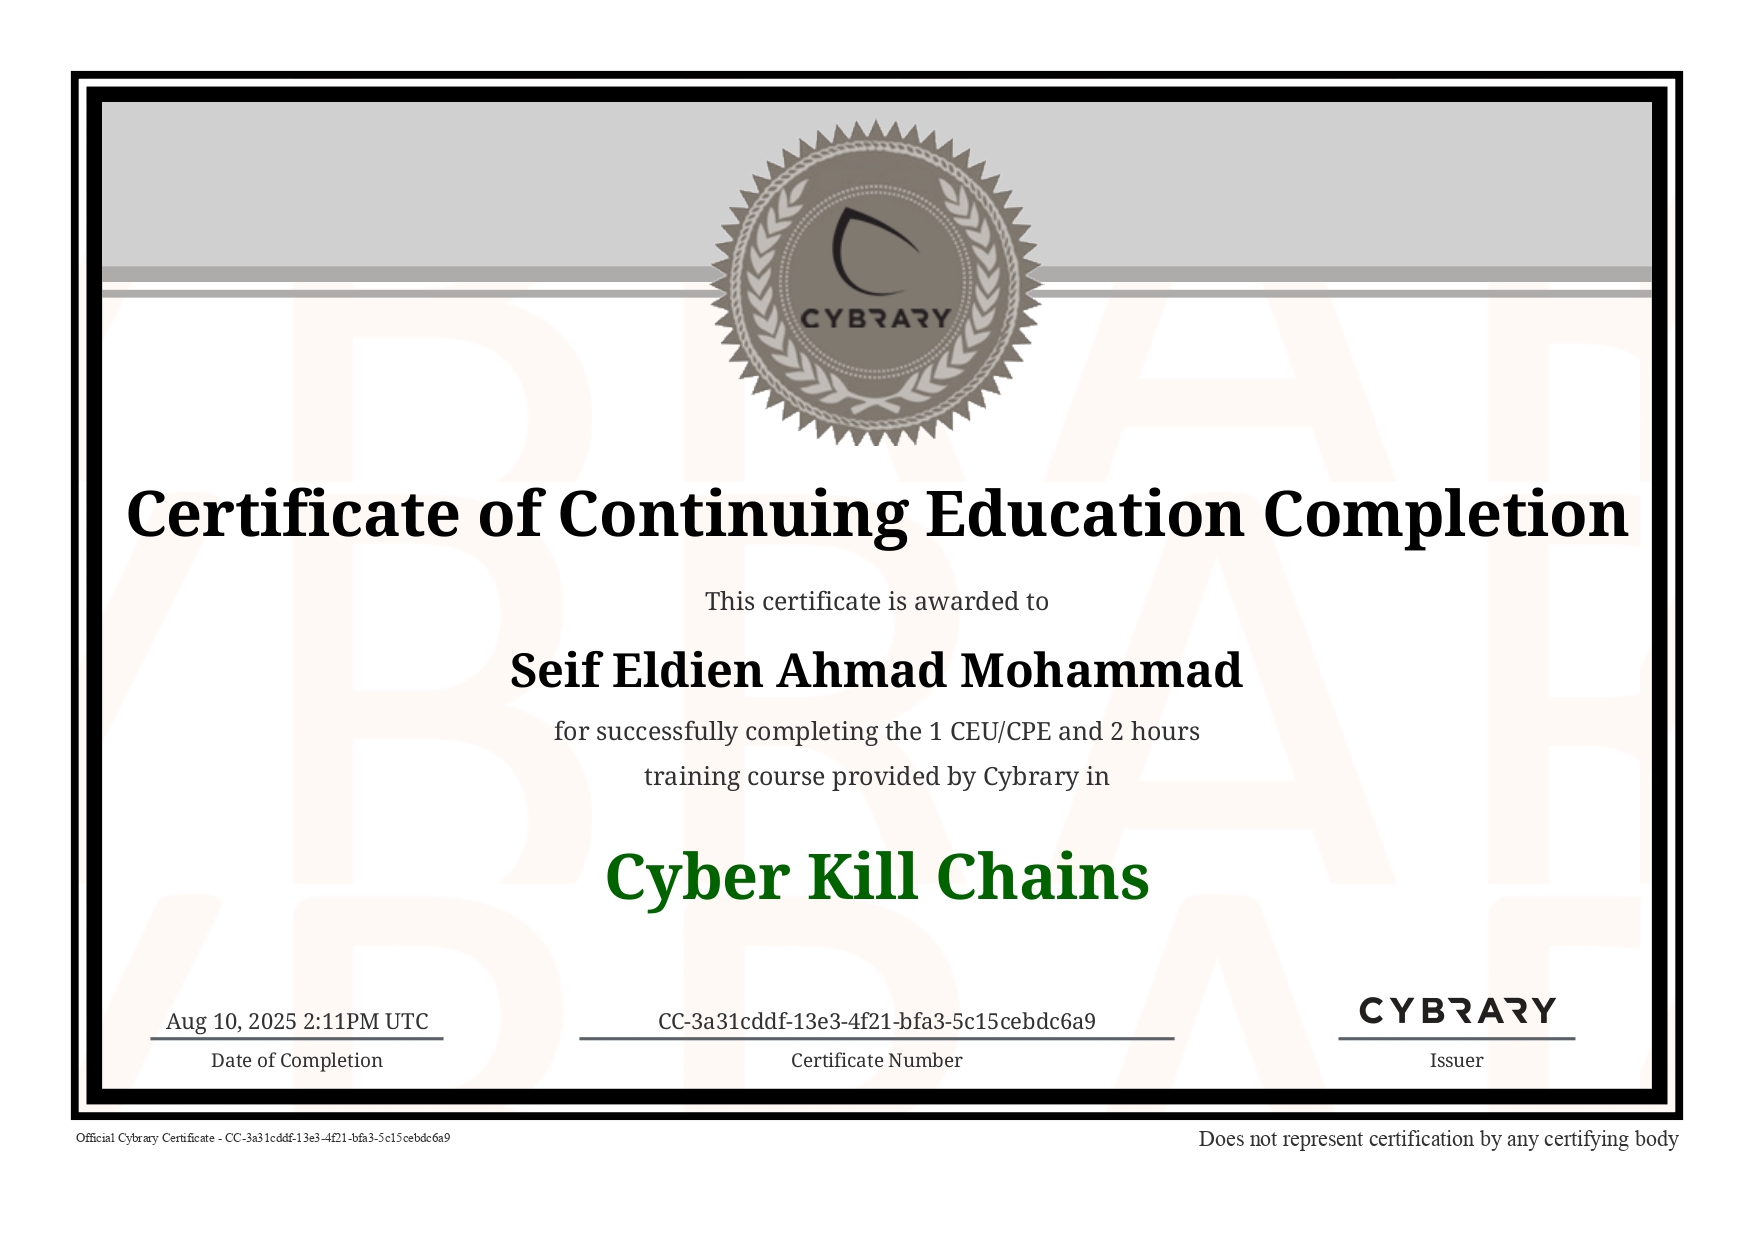 CYBRARY
Certificate of Continuing Education Completion
This certificate is awarded to
Seif Eldien Ahmad Mohammad
for successfully completing the 1 CEU/CPE and 2 hours
training course provided by Cybrary in
Cyber Kill Chains
Aug 10, 2025 2:11PM UTC
Date of Completion
CC-3a31cddf-13e3-4f21-bfa3-5c15cebdc6a9
Certificate Number
CYBRARY
Issuer
Official Cybrary Certificate - CC-3a31cddf-13e3-4f21-bfa3-5c15cebdc6a9
Does not represent certification by any certifying body